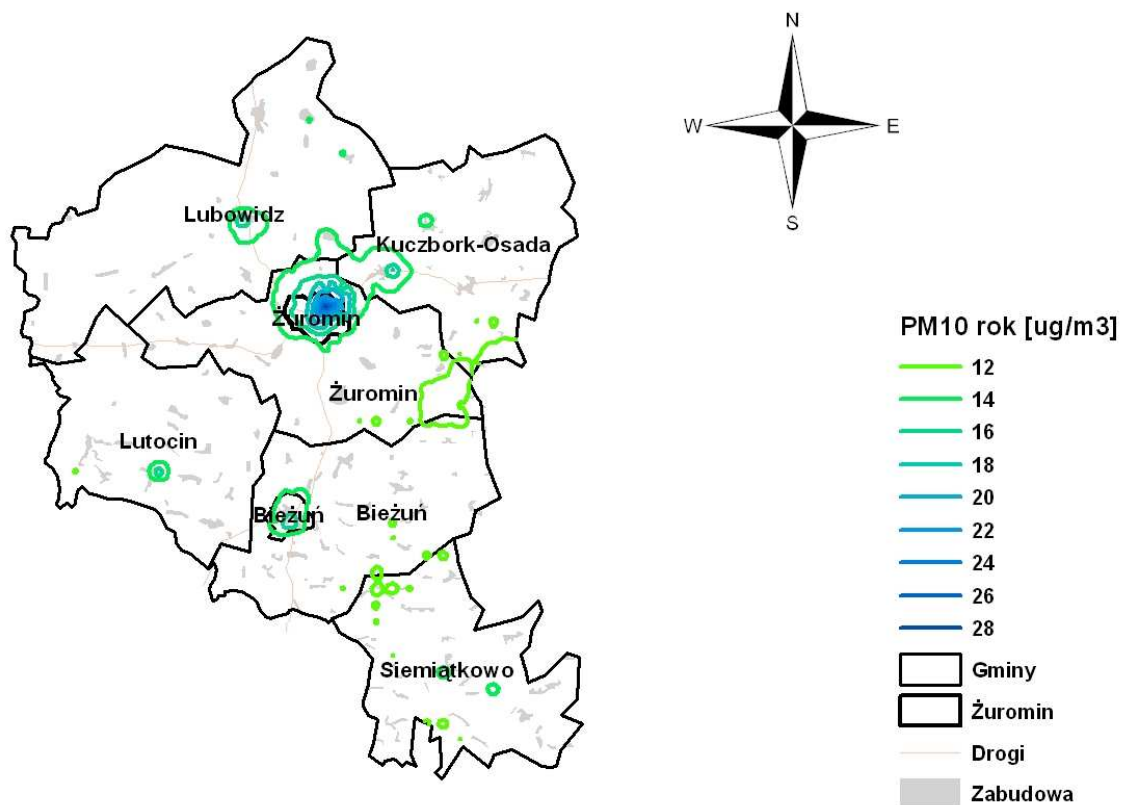 N
W
E
S
Lubowidz
Kuczbork-Osada
Żuromin
Żuromin
Lutocin
Bieżuń
Bieżuń
Siemiątkowo
PM10 rok [ug/m3]
12
14
16
18
20
22
24
26
28
Gminy
Żuromin
Drogi
Zabudowa